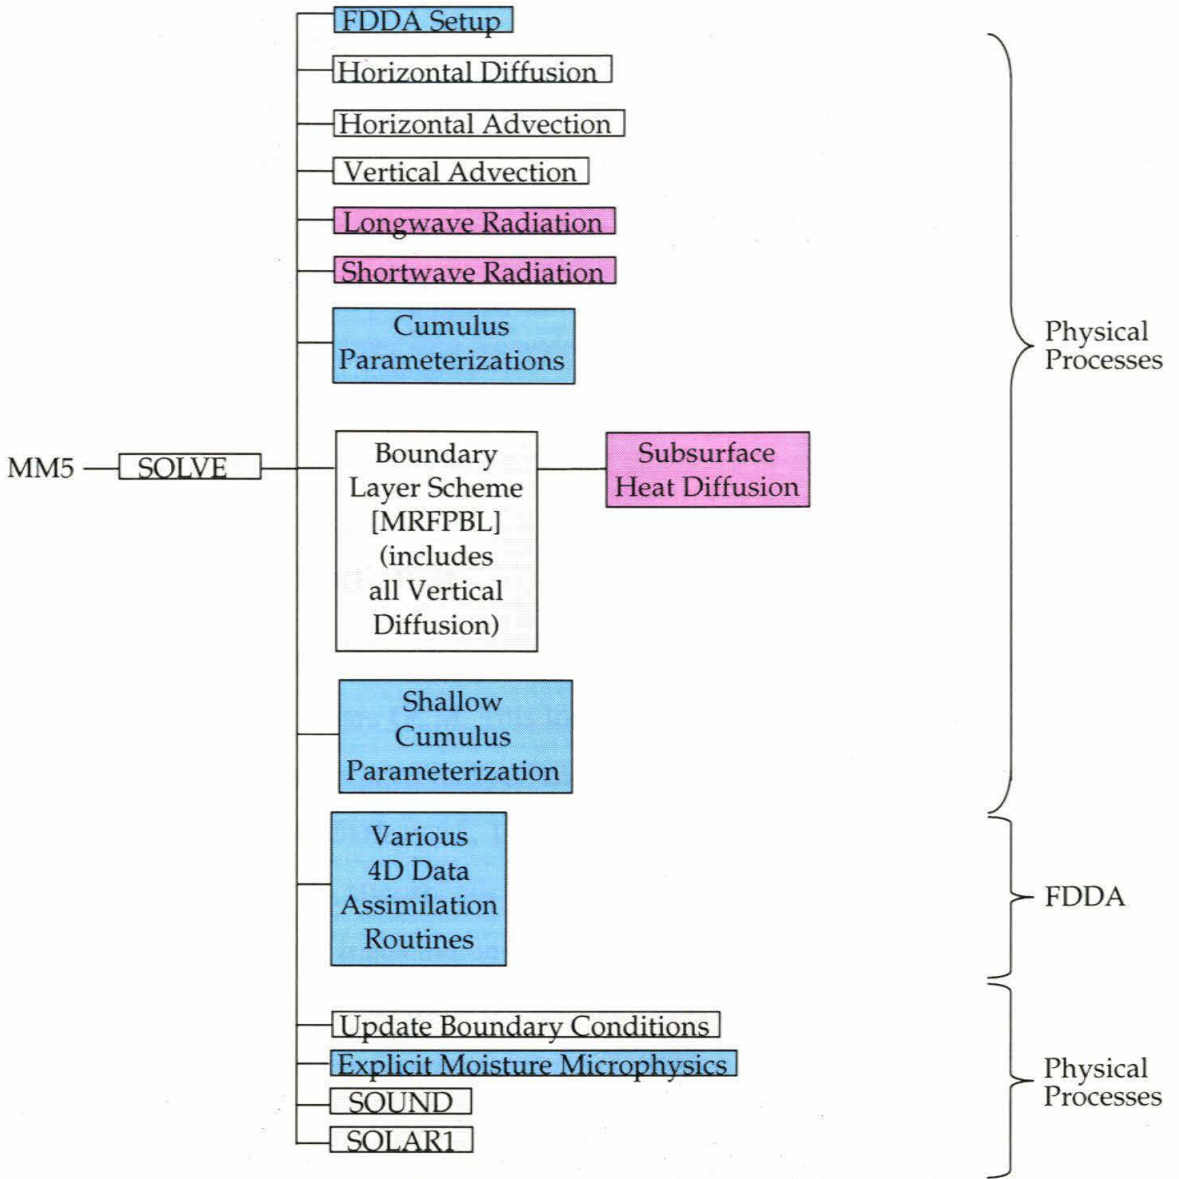 FDDA Setup
Horizontal Diffusion
Horizontal Advection
Vertical Advection
Longwave Radiation
Shortwave Radiation
Cumulus
Parameterizations
Physical
Processes
MM5
SOLVE
Boundary
Layer Scheme
[MRFPBL]
(includes
all Vertical
Diffusion)
Subsurface
Heat Diffusion
Shallow
Cumulus
Parameterization
Various
4D Data
Assimilation
Routines
FDDA
Update Boundary Conditions
Explicit Moisture Microphysics
SOUND
SOLAR1
Physical
Processes